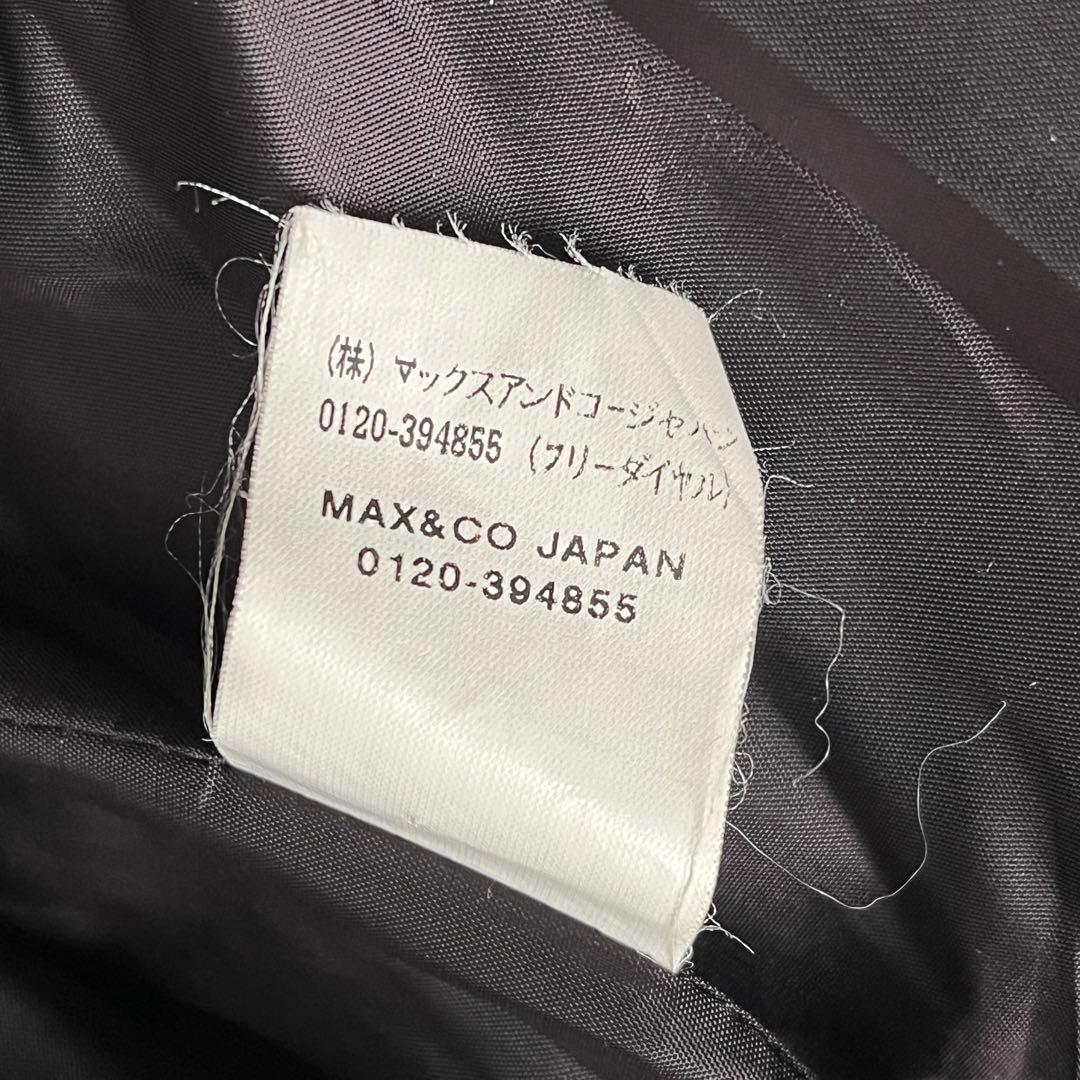 (株) マックスアンドコージャパン
0120-394855 (フリーダイヤル)
MAX&CO JAPAN
0120-394855